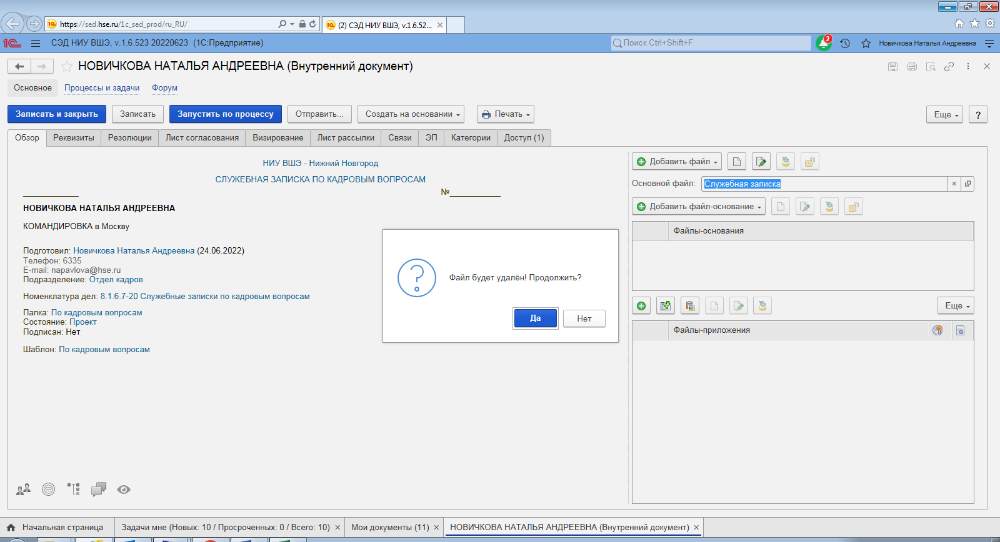 https://sed.hse.ru/1c_sed_prod/ru_RU/
(2) СЭД НИУ ВШЭ, v.1.6.52...
СЭД НИУ ВШЭ, v.1.6.523 20220623 (1С:Предприятие)
Поиск Ctrl+Shift+F
2
Новичкова Наталья Андреевна
НОВИЧКОВА НАТАЛЬЯ АНДРЕЕВНА (Внутренний документ)
Основное Процессы и задачи Форум
Записать и закрыть Записать Запустить по процессу Отправить... Создать на основании Печать Еще ?
Обзор Реквизиты Резолюции Лист согласования Визирование Лист рассылки Связи ЭП Категории Доступ (1)
НИУ ВШЭ - Нижний Новгород
СЛУЖЕБНАЯ ЗАПИСКА ПО КАДРОВЫМ ВОПРОСАМ
____________ №___________
НОВИЧКОВА НАТАЛЬЯ АНДРЕЕВНА
КОМАНДИРОВКА в Москву
Подготовил: Новичкова Наталья Андреевна (24.06.2022)
Телефон: 6335
E-mail: napavlova@hse.ru
Подразделение: Отдел кадров
Номенклатура дел: 8.1.6.7-20 Служебные записки по кадровым вопросам
Папка: По кадровым вопросам
Состояние: Проект
Подписан: Нет
Шаблон: По кадровым вопросам
Файл будет удалён! Продолжить?
Да Нет
Добавить файл
Основной файл: Служебная записка
Добавить файл-основание
Файлы-основания
Еще
Файлы-приложения
Начальная страница
Задачи мне (Новых: 10 / Просроченных: 0 / Всего: 10)
Мои документы (11)
НОВИЧКОВА НАТАЛЬЯ АНДРЕЕВНА (Внутренний документ)